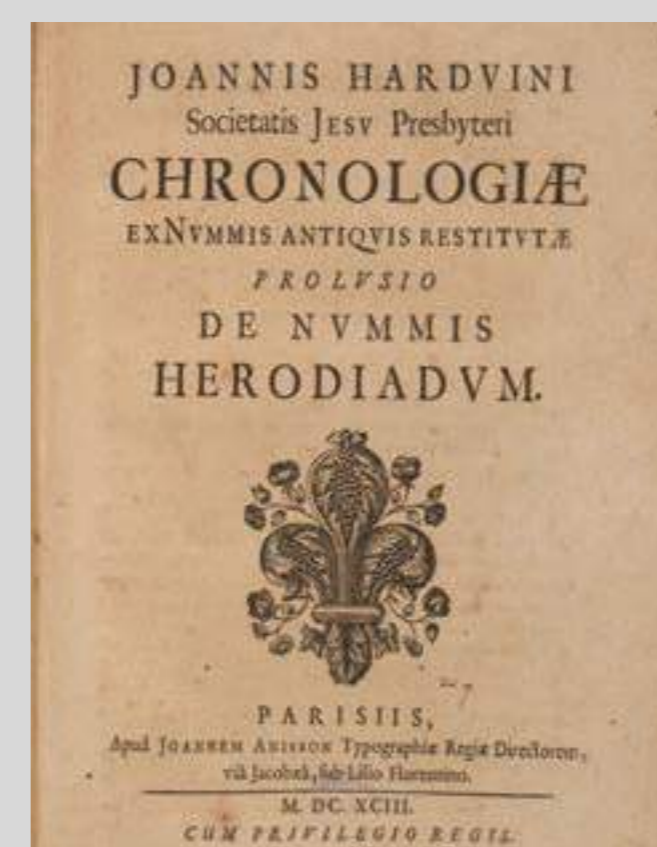 JOANNIS HARDVINI
Societatis JESV Presbyteri
CHRONOLOGIÆ
EX NVMMIS ANTIQVIS RESTITVTÆ
PROLVSIO
DE NVMMIS
HERODIADVM.
PARISIIS,
Apud JOANNEM ANISSON Typographiæ Regiæ Directorem,
viâ Jacobæâ, sub Lilio Florentino.
M. DC. XCIII.
CUM PRIVILEGIO REGIS.